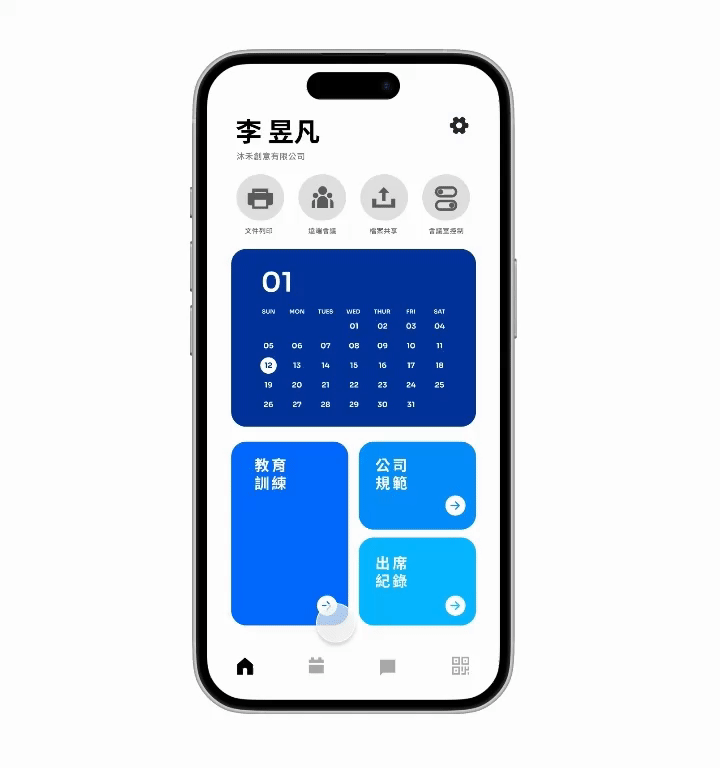 李 昱凡
沐禾創意有限公司
文件列印 遠端會議 檔案共享 會議室控制
01
SUN MON TUES WED THUR FRI SAT
01 02 03 04
05 06 07 08 09 10 11
12 13 14 15 16 17 18
19 20 21 22 23 24 25
26 27 28 29 30 31
教育
訓練
公司
規範
出席
紀錄